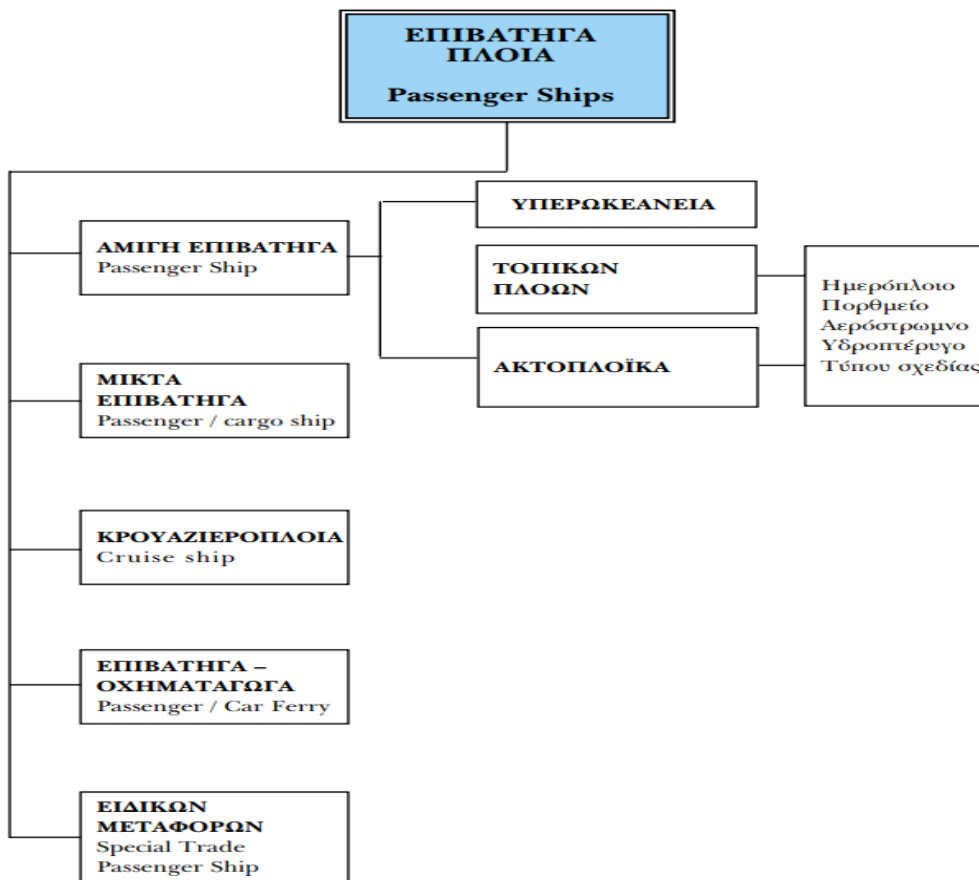 ΕΠΙΒΑΤΗΓΑ
ΠΛΟΙΑ
Passenger Ships
ΑΜΙΓΗ ΕΠΙΒΑΤΗΓΑ
Passenger Ship
ΥΠΕΡΩΚΕΑΝΕΙΑ
ΤΟΠΙΚΩΝ
ΠΛΟΩΝ
ΑΚΤΟΠΛΟΪΚΑ
Ημερόπλοιο
Πορθμείο
Αερόστρωμνο
Υδροπτέρυγο
Τύπου σχεδίας
ΜΙΚΤΑ
ΕΠΙΒΑΤΗΓΑ
Passenger / cargo ship
ΚΡΟΥΑΖΙΕΡΟΠΛΟΙΑ
Cruise ship
ΕΠΙΒΑΤΗΓΑ –
ΟΧΗΜΑΤΑΓΩΓΑ
Passenger / Car Ferry
ΕΙΔΙΚΩΝ
ΜΕΤΑΦΟΡΩΝ
Special Trade
Passenger Ship